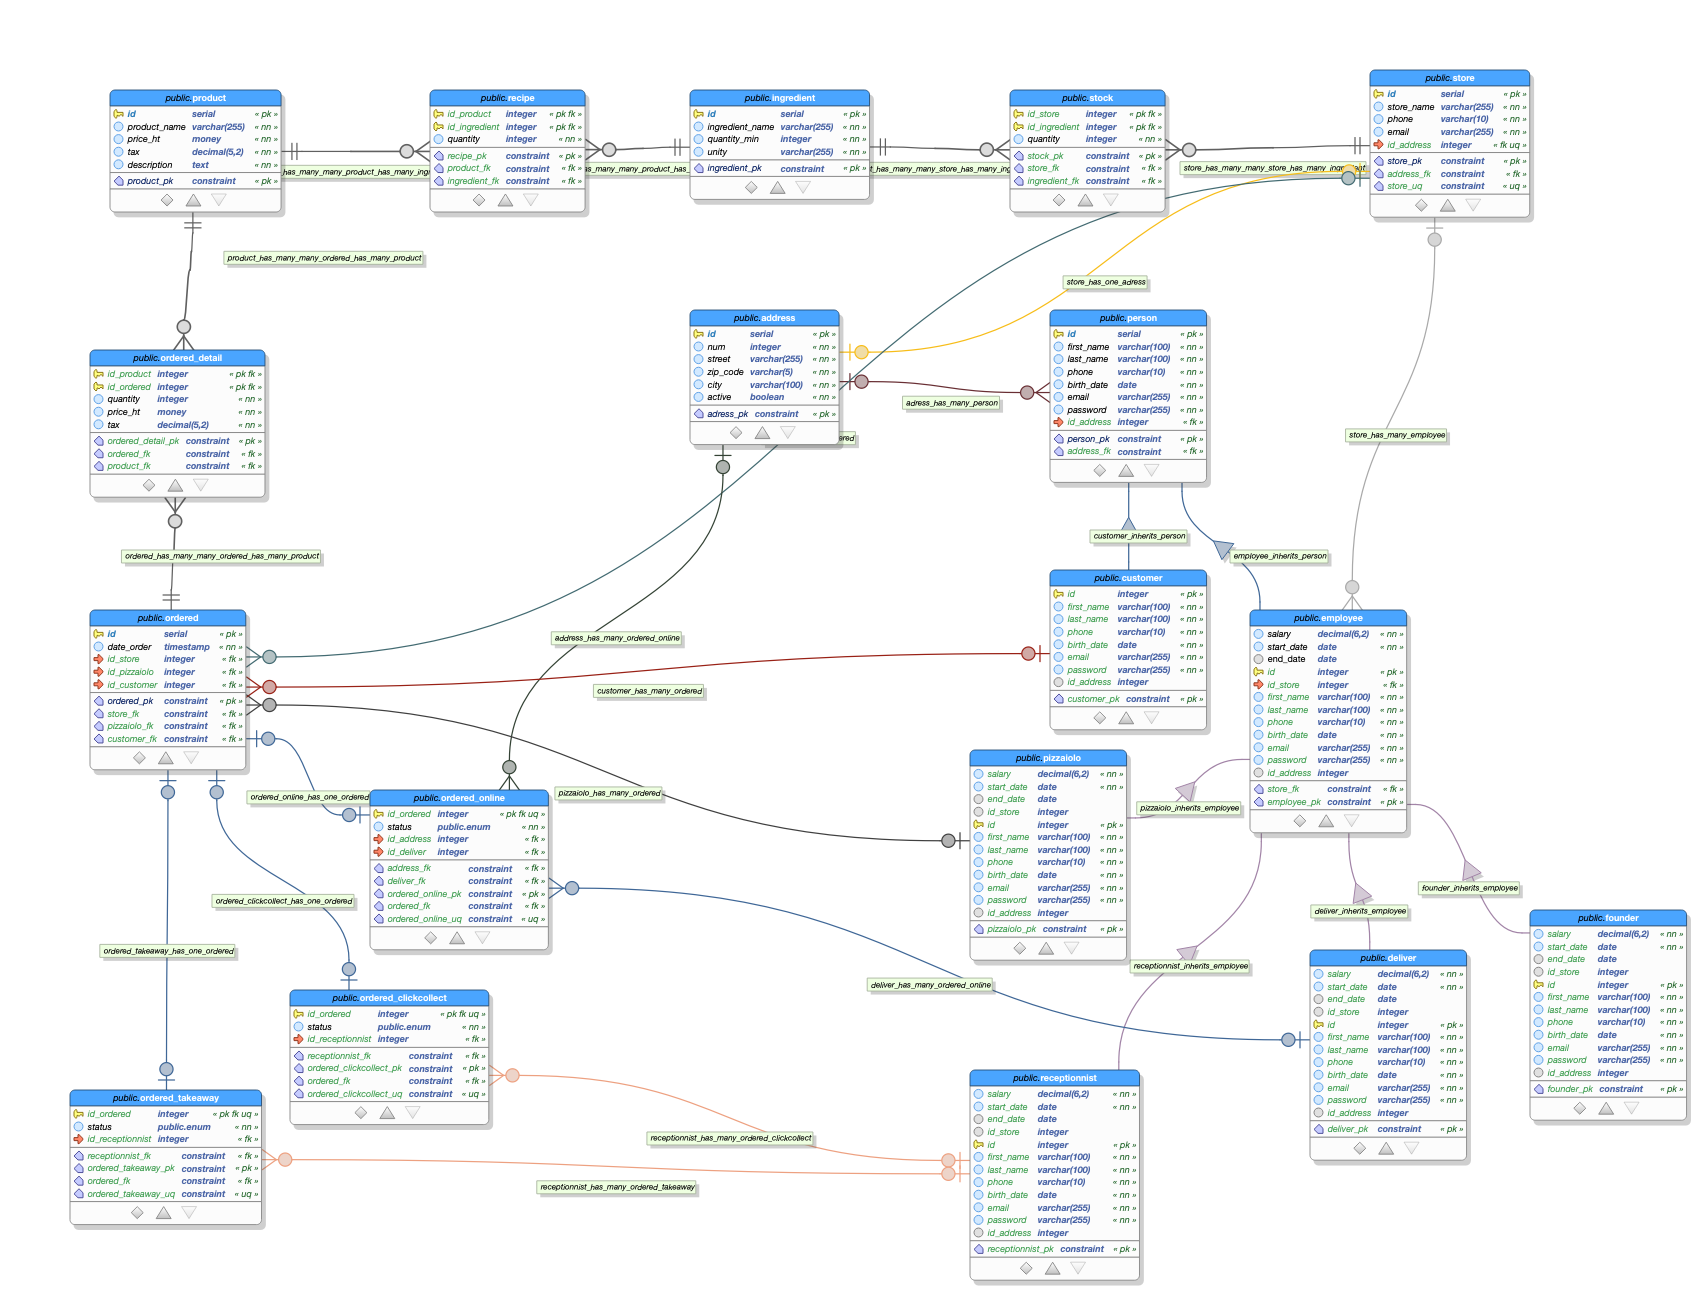 public.product
id serial « pk »
product_name varchar(255) « nn »
price_ht money « nn »
tax decimal(5,2) « nn »
description text « nn »
product_pk constraint « pk »
public.recipe
id_product integer « pk fk »
id_ingredient integer « pk fk »
quantity integer « nn »
recipe_pk constraint « pk »
product_fk constraint « fk »
ingredient_fk constraint « fk »
public.ingredient
id serial « pk »
ingredient_name varchar(255) « nn »
quantity_min integer « nn »
unity varchar(255) « nn »
ingredient_pk constraint « pk »
public.stock
id_store integer « pk fk »
id_ingredient integer « pk fk »
quantity integer « nn »
stock_pk constraint « pk »
store_fk constraint « fk »
ingredient_fk constraint « fk »
public.store
id serial « pk »
store_name varchar(255) « nn »
phone varchar(10) « nn »
email varchar(255) « nn »
id_address integer « fk uq »
store_pk constraint « pk »
address_fk constraint « fk »
store_uq constraint « uq »
_has_many_many_product_has_many_ing
as_many_many_product_has_many
_has_many_many_store_has_many_ing
store_has_many_many_store_has_many_ingredient
product_has_many_many_ordered_has_many_product
store_has_one_adress
public.address
id serial « pk »
num integer « nn »
street varchar(255) « nn »
zip_code varchar(5) « nn »
city varchar(100) « nn »
active boolean « nn »
adress_pk constraint « pk »
ered
public.person
id serial « pk »
first_name varchar(100) « nn »
last_name varchar(100) « nn »
phone varchar(10) « nn »
birth_date date « nn »
email varchar(255) « nn »
password varchar(255) « nn »
id_address integer « fk »
person_pk constraint « pk »
address_fk constraint « fk »
adress_has_many_person
store_has_many_employee
public.ordered_detail
id_product integer « pk fk »
id_ordered integer « pk fk »
quantity integer « nn »
price_ht money « nn »
tax decimal(5,2) « nn »
ordered_detail_pk constraint « pk »
ordered_fk constraint « fk »
product_fk constraint « fk »
ordered_has_many_many_ordered_has_many_product
customer_inherits_person
employee_inherits_person
public.customer
id integer « pk »
first_name varchar(100) « nn »
last_name varchar(100) « nn »
phone varchar(10) « nn »
birth_date date « nn »
email varchar(255) « nn »
password varchar(255) « nn »
id_address integer
customer_pk constraint « pk »
public.ordered
id serial « pk »
date_order timestamp « nn »
id_store integer « fk »
id_pizzaiolo integer « fk »
id_customer integer « fk »
ordered_pk constraint « pk »
store_fk constraint « fk »
pizzaiolo_fk constraint « fk »
customer_fk constraint « fk »
address_has_many_ordered_online
customer_has_many_ordered
public.employee
salary decimal(6,2) « nn »
start_date date « nn »
end_date date
id integer « pk »
id_store integer « fk »
first_name varchar(100) « nn »
last_name varchar(100) « nn »
phone varchar(10) « nn »
birth_date date « nn »
email varchar(255) « nn »
password varchar(255) « nn »
id_address integer
store_fk constraint « fk »
employee_pk constraint « pk »
public.pizzaiolo
salary decimal(6,2) « nn »
start_date date « nn »
end_date date
id_store integer
id integer « pk »
first_name varchar(100) « nn »
last_name varchar(100) « nn »
phone varchar(10) « nn »
birth_date date « nn »
email varchar(255) « nn »
password varchar(255) « nn »
id_address integer
pizzaiolo_pk constraint « pk »
ordered_online_has_one_ordered
pizzaiolo_has_many_ordered
pizzaiolo_inherits_employee
public.ordered_online
id_ordered integer « pk fk uq »
status public.enum « nn »
id_address integer « fk »
id_deliver integer « fk »
address_fk constraint « fk »
deliver_fk constraint « fk »
ordered_online_pk constraint « pk »
ordered_fk constraint « fk »
ordered_online_uq constraint « uq »
ordered_clickcollect_has_one_ordered
ordered_takeaway_has_one_ordered
founder_inherits_employee
deliver_inherits_employee
receptionnist_inherits_employee
deliver_has_many_ordered_online
public.founder
salary decimal(6,2) « nn »
start_date date « nn »
end_date date
id_store integer
id integer « pk »
first_name varchar(100) « nn »
last_name varchar(100) « nn »
phone varchar(10) « nn »
birth_date date « nn »
email varchar(255) « nn »
password varchar(255) « nn »
id_address integer
founder_pk constraint « pk »
public.deliver
salary decimal(6,2) « nn »
start_date date « nn »
end_date date
id_store integer
id integer « pk »
first_name varchar(100) « nn »
last_name varchar(100) « nn »
phone varchar(10) « nn »
birth_date date « nn »
email varchar(255) « nn »
password varchar(255) « nn »
id_address integer
deliver_pk constraint « pk »
public.ordered_clickcollect
id_ordered integer « pk fk uq »
status public.enum « nn »
id_receptionnist integer « fk »
receptionnist_fk constraint « fk »
ordered_clickcollect_pk constraint « pk »
ordered_fk constraint « fk »
ordered_clickcollect_uq constraint « uq »
public.ordered_takeaway
id_ordered integer « pk fk uq »
status public.enum « nn »
id_receptionnist integer « fk »
receptionnist_fk constraint « fk »
ordered_takeaway_pk constraint « pk »
ordered_fk constraint « fk »
ordered_takeaway_uq constraint « uq »
receptionnist_has_many_ordered_clickcollect
receptionnist_has_many_ordered_takeaway
public.receptionnist
salary decimal(6,2) « nn »
start_date date « nn »
end_date date
id_store integer
id integer « pk »
first_name varchar(100) « nn »
last_name varchar(100) « nn »
phone varchar(10) « nn »
birth_date date « nn »
email varchar(255) « nn »
password varchar(255) « nn »
id_address integer
receptionnist_pk constraint « pk »